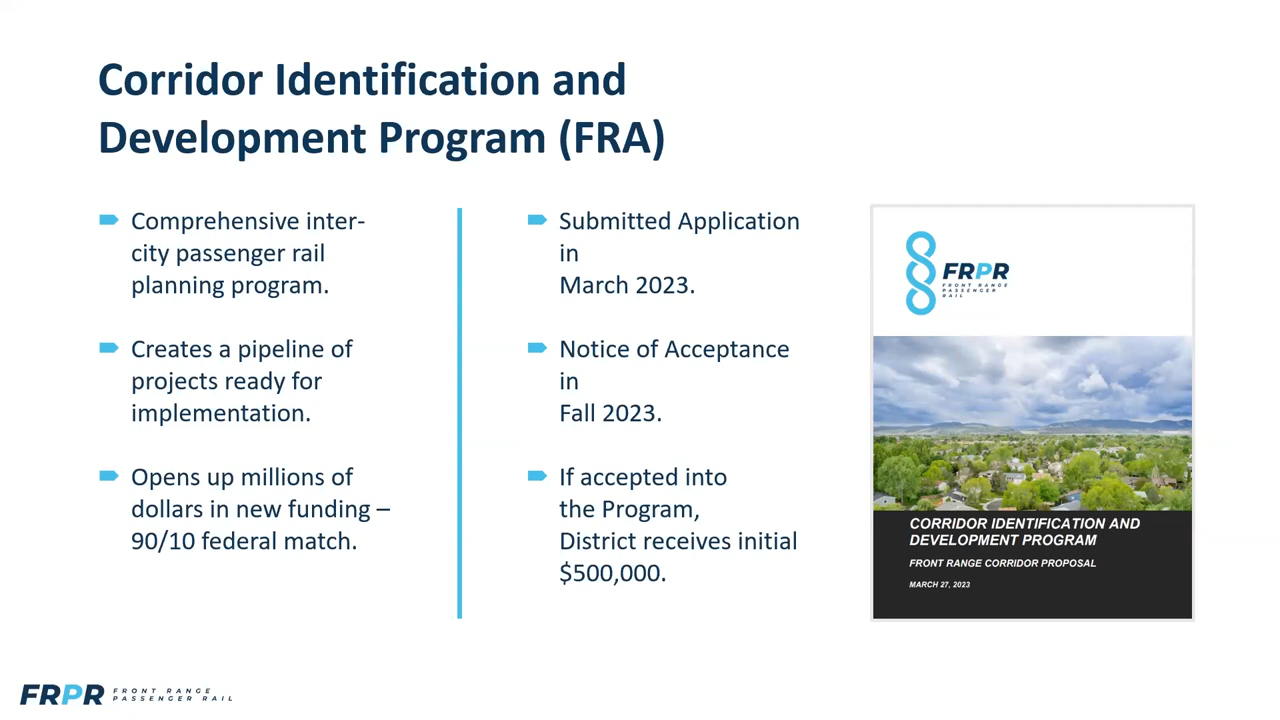 Corridor Identification and
Development Program (FRA)
Comprehensive inter-
city passenger rail
planning program.
Creates a pipeline of
projects ready for
implementation.
Opens up millions of
dollars in new funding –
90/10 federal match.
Submitted Application
in
March 2023.
Notice of Acceptance
in
Fall 2023.
If accepted into
the Program,
District receives initial
$500,000.
FRPR
FRONT RANGE
PASSENGER
RAIL
CORRIDOR IDENTIFICATION AND
DEVELOPMENT PROGRAM
FRONT RANGE CORRIDOR PROPOSAL
MARCH 27, 2023
FRPR
FRONT RANGE
PASSENGER RAIL